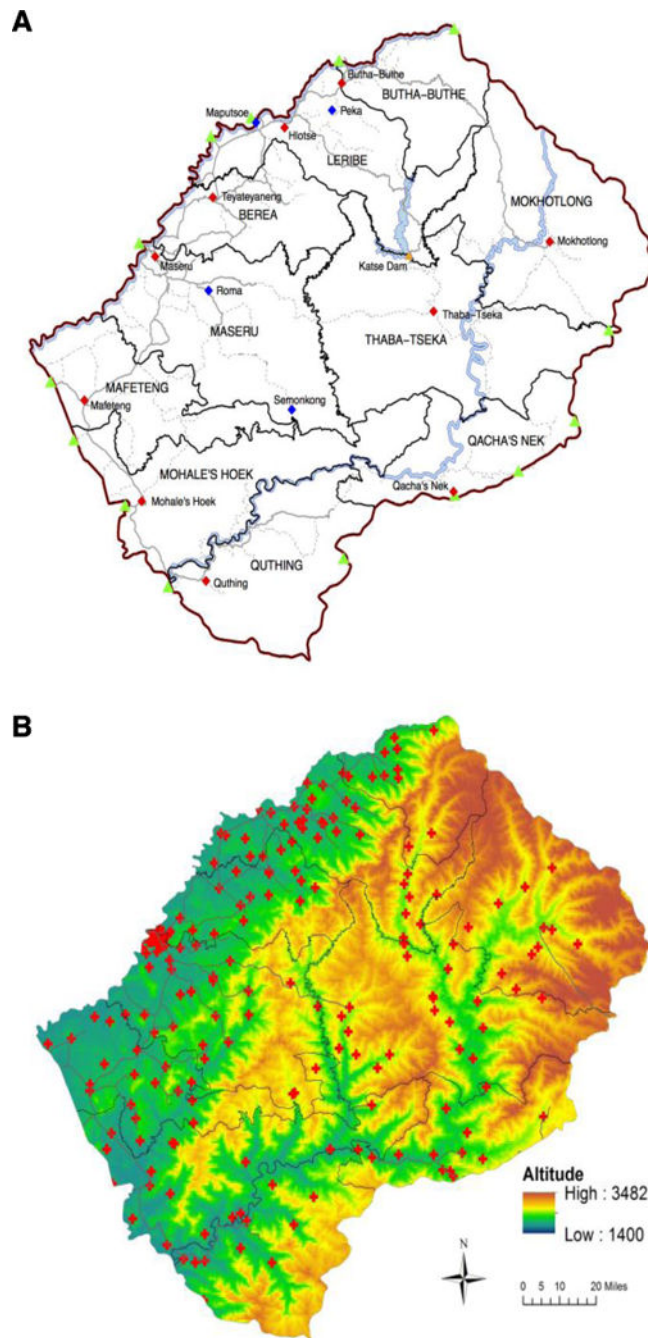 A
Butha-Buthe
BUTHA-BUTHE
Maputsoe
Peka
Hlotse
LERIBE
MOKHOTLONG
Teyateyaneng
BEREA
Mokhotlong
Maseru
Katse Dam
Roma
MASERU
Thaba-Tseka
THABA-TSEKA
MAFETENG
Mafeteng
Semonkong
QACHA'S NEK
MOHALE'S HOEK
Qacha's Nek
Mohale's Hoek
QUTHING
Quthing
B
Altitude
High : 3482
Low : 1400
N
0 5 10 20 Miles